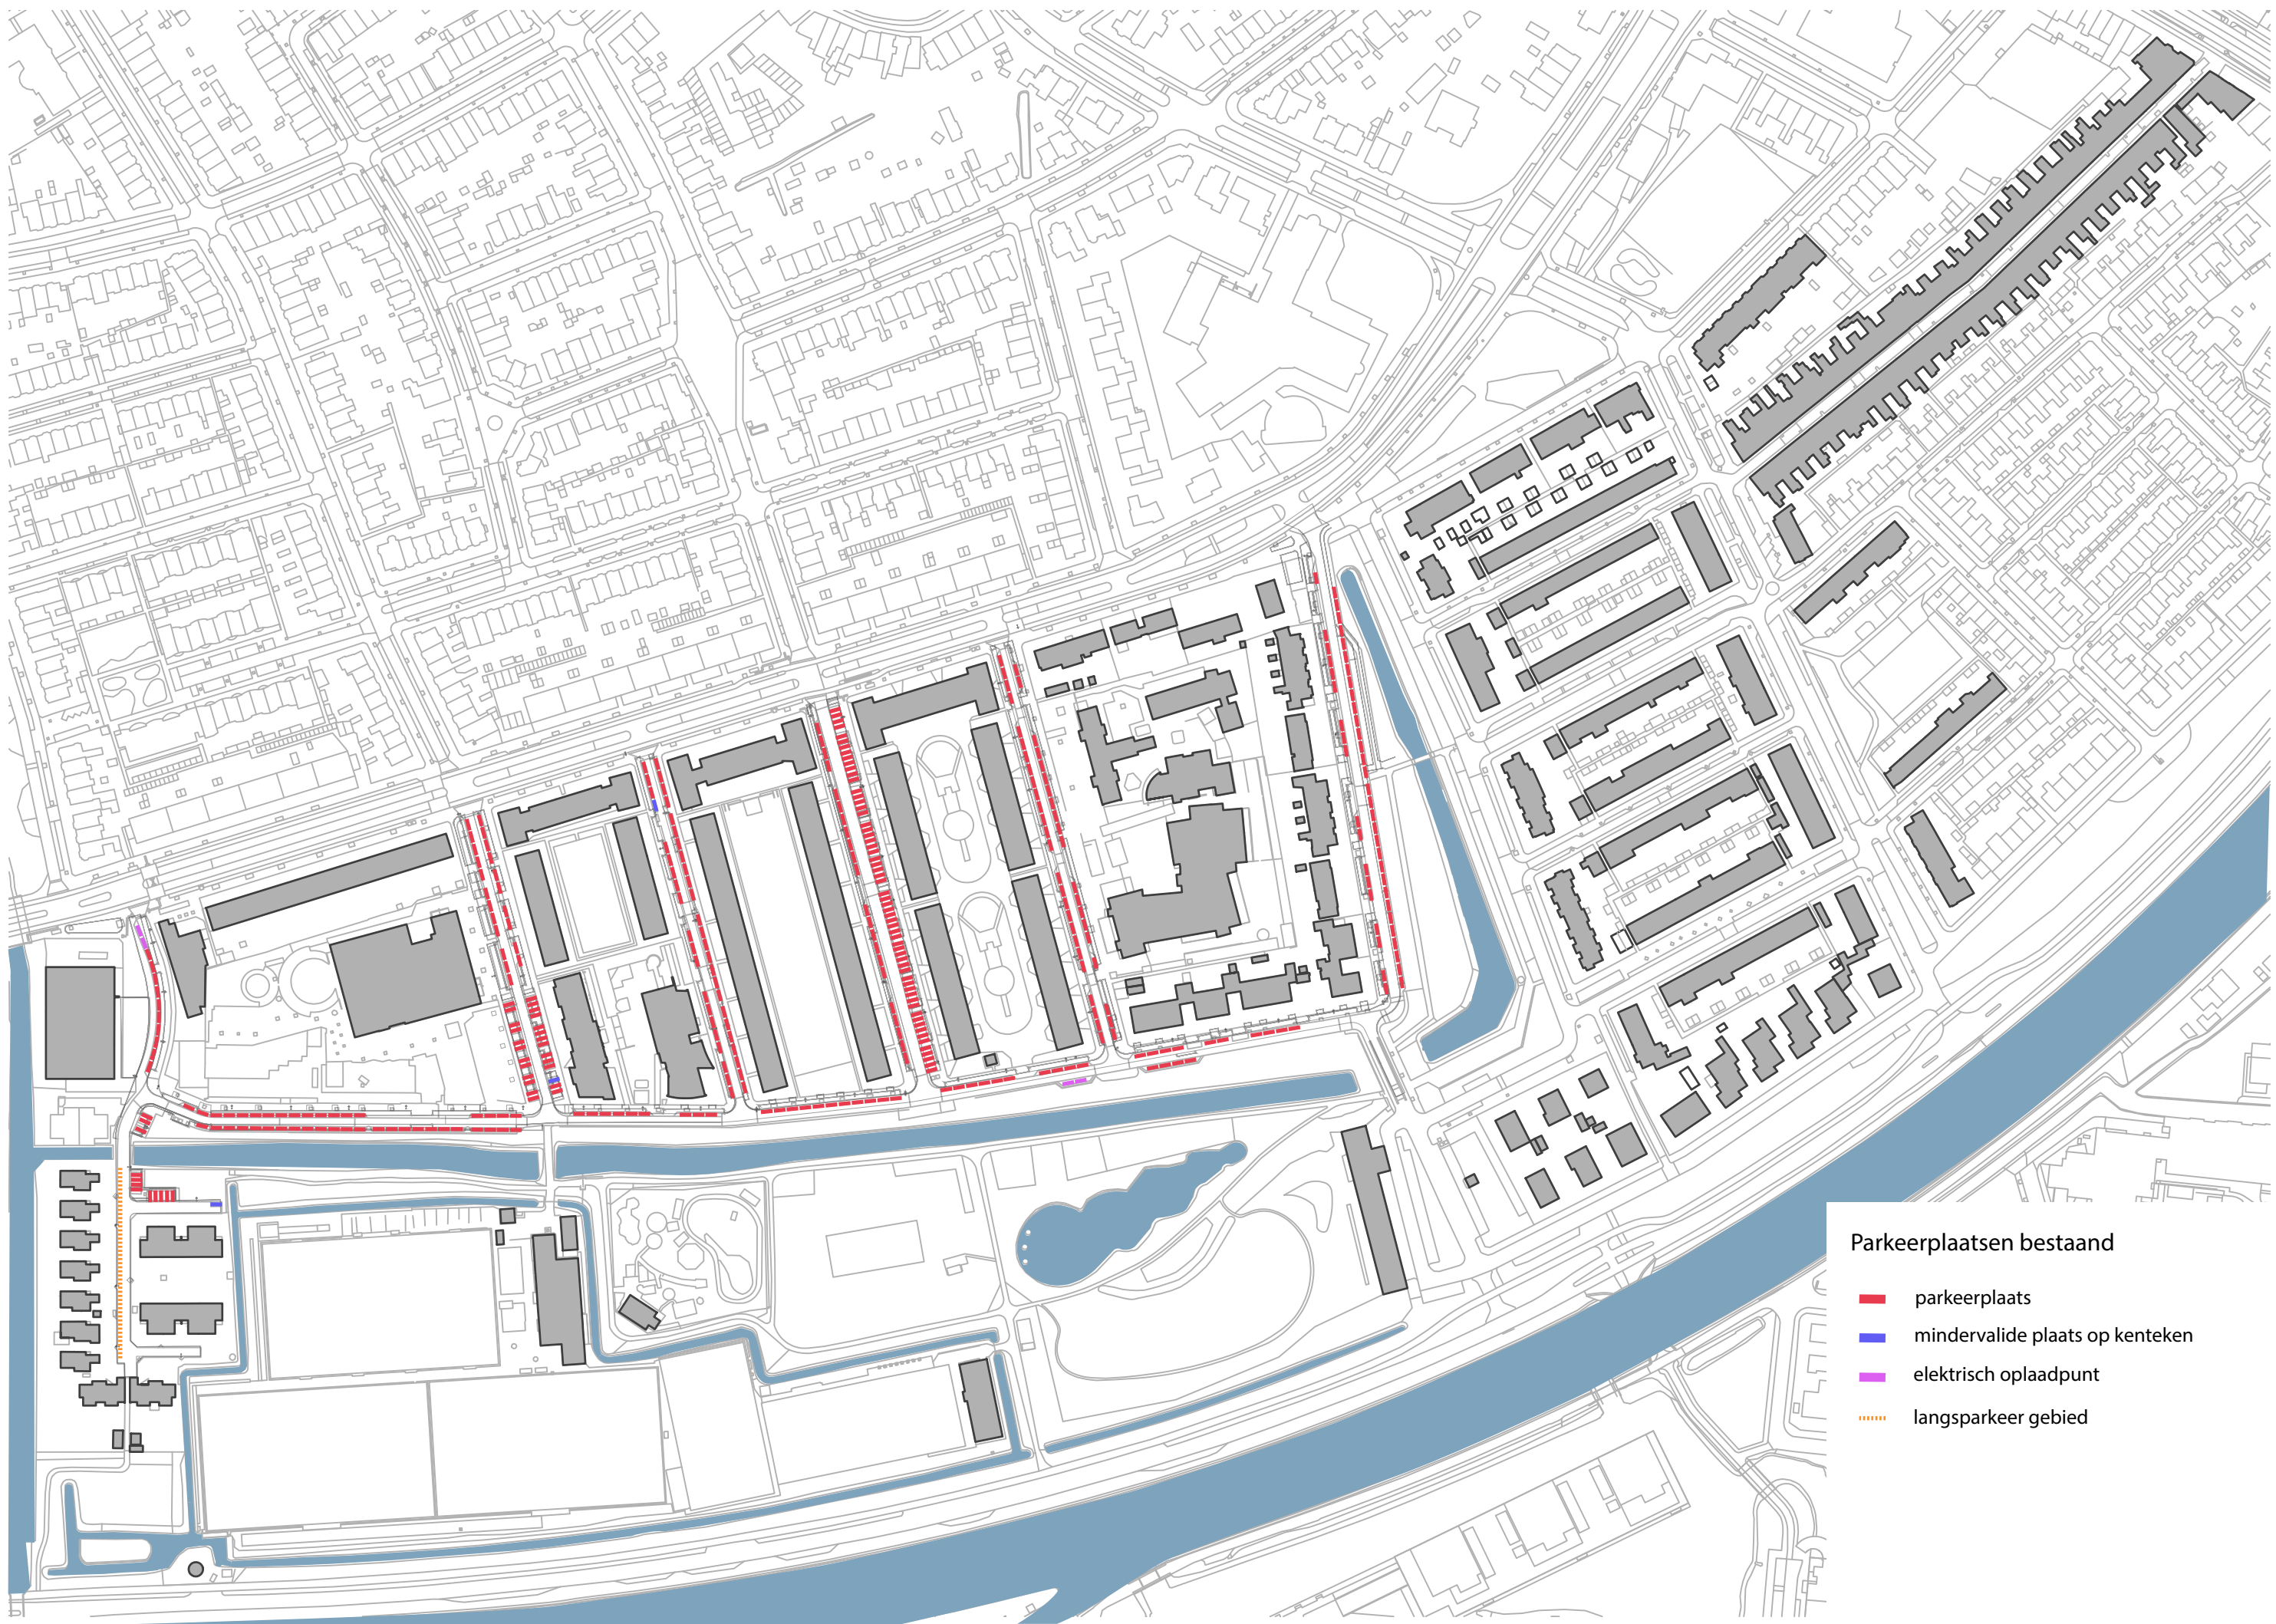 Parkeerplaatsen bestaand
parkeerplaats
mindervalide plaats op kenteken
elektrisch oplaadpunt
langsparkeer gebied